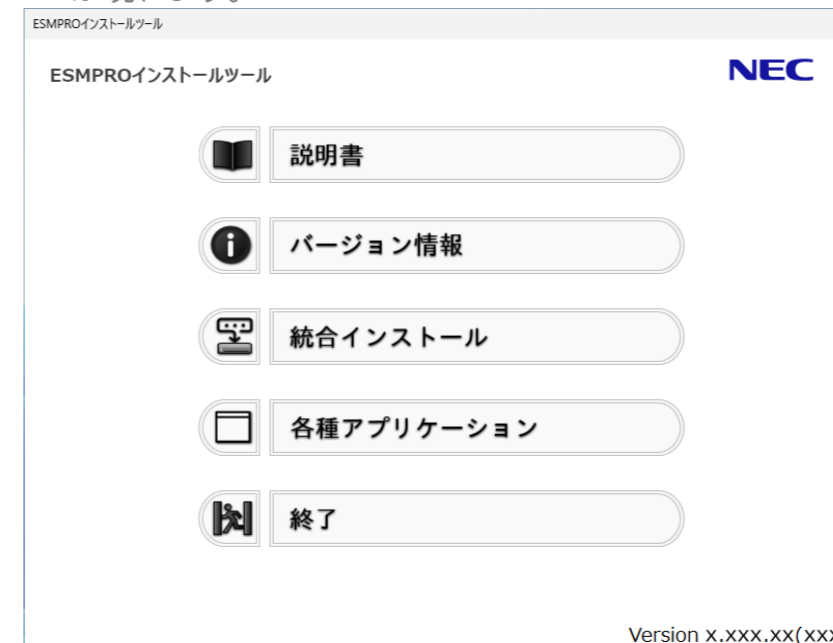 ESMPROインストールツール
ESMPROインストールツール
NEC
説明書
バージョン情報
統合インストール
各種アプリケーション
終了
Version x.xxx.xx(xxx